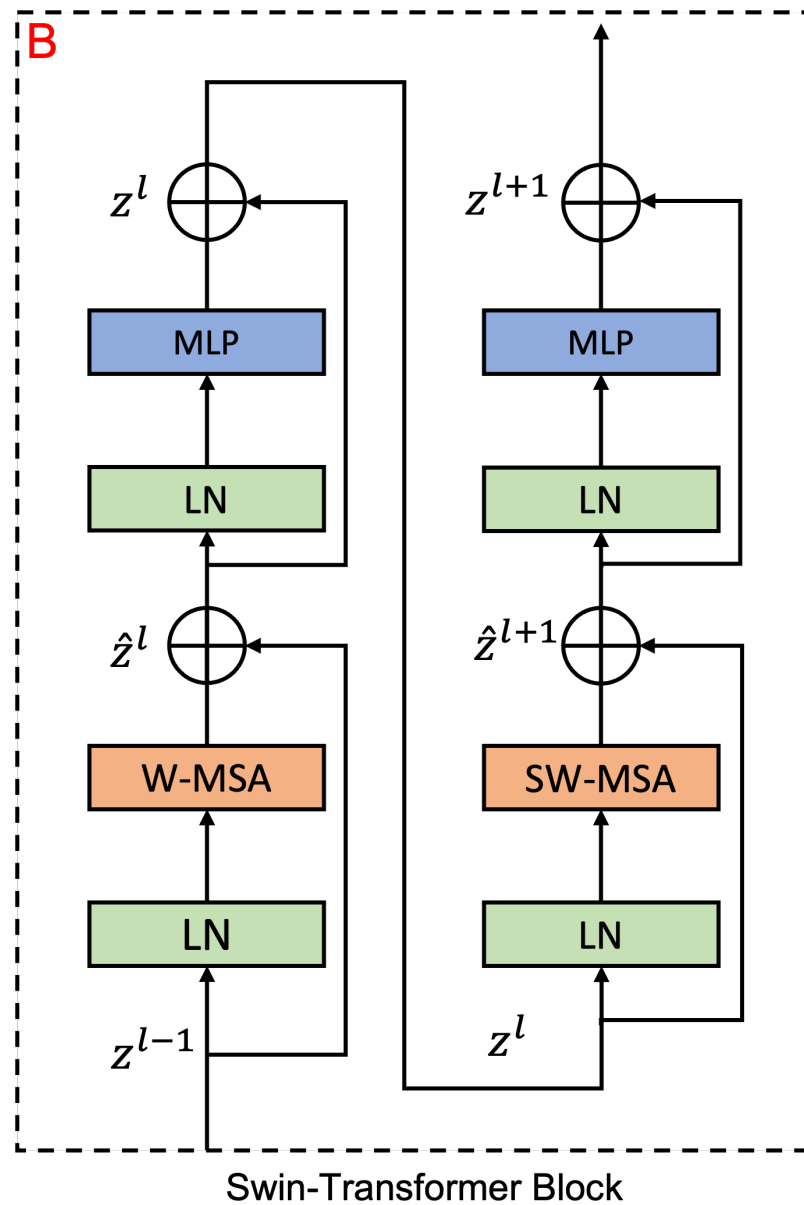 B
z^l
MLP
LN
ẑ^l
W-MSA
LN
z^{l−1}
z^{l+1}
MLP
LN
ẑ^{l+1}
SW-MSA
LN
z^l
Swin-Transformer Block